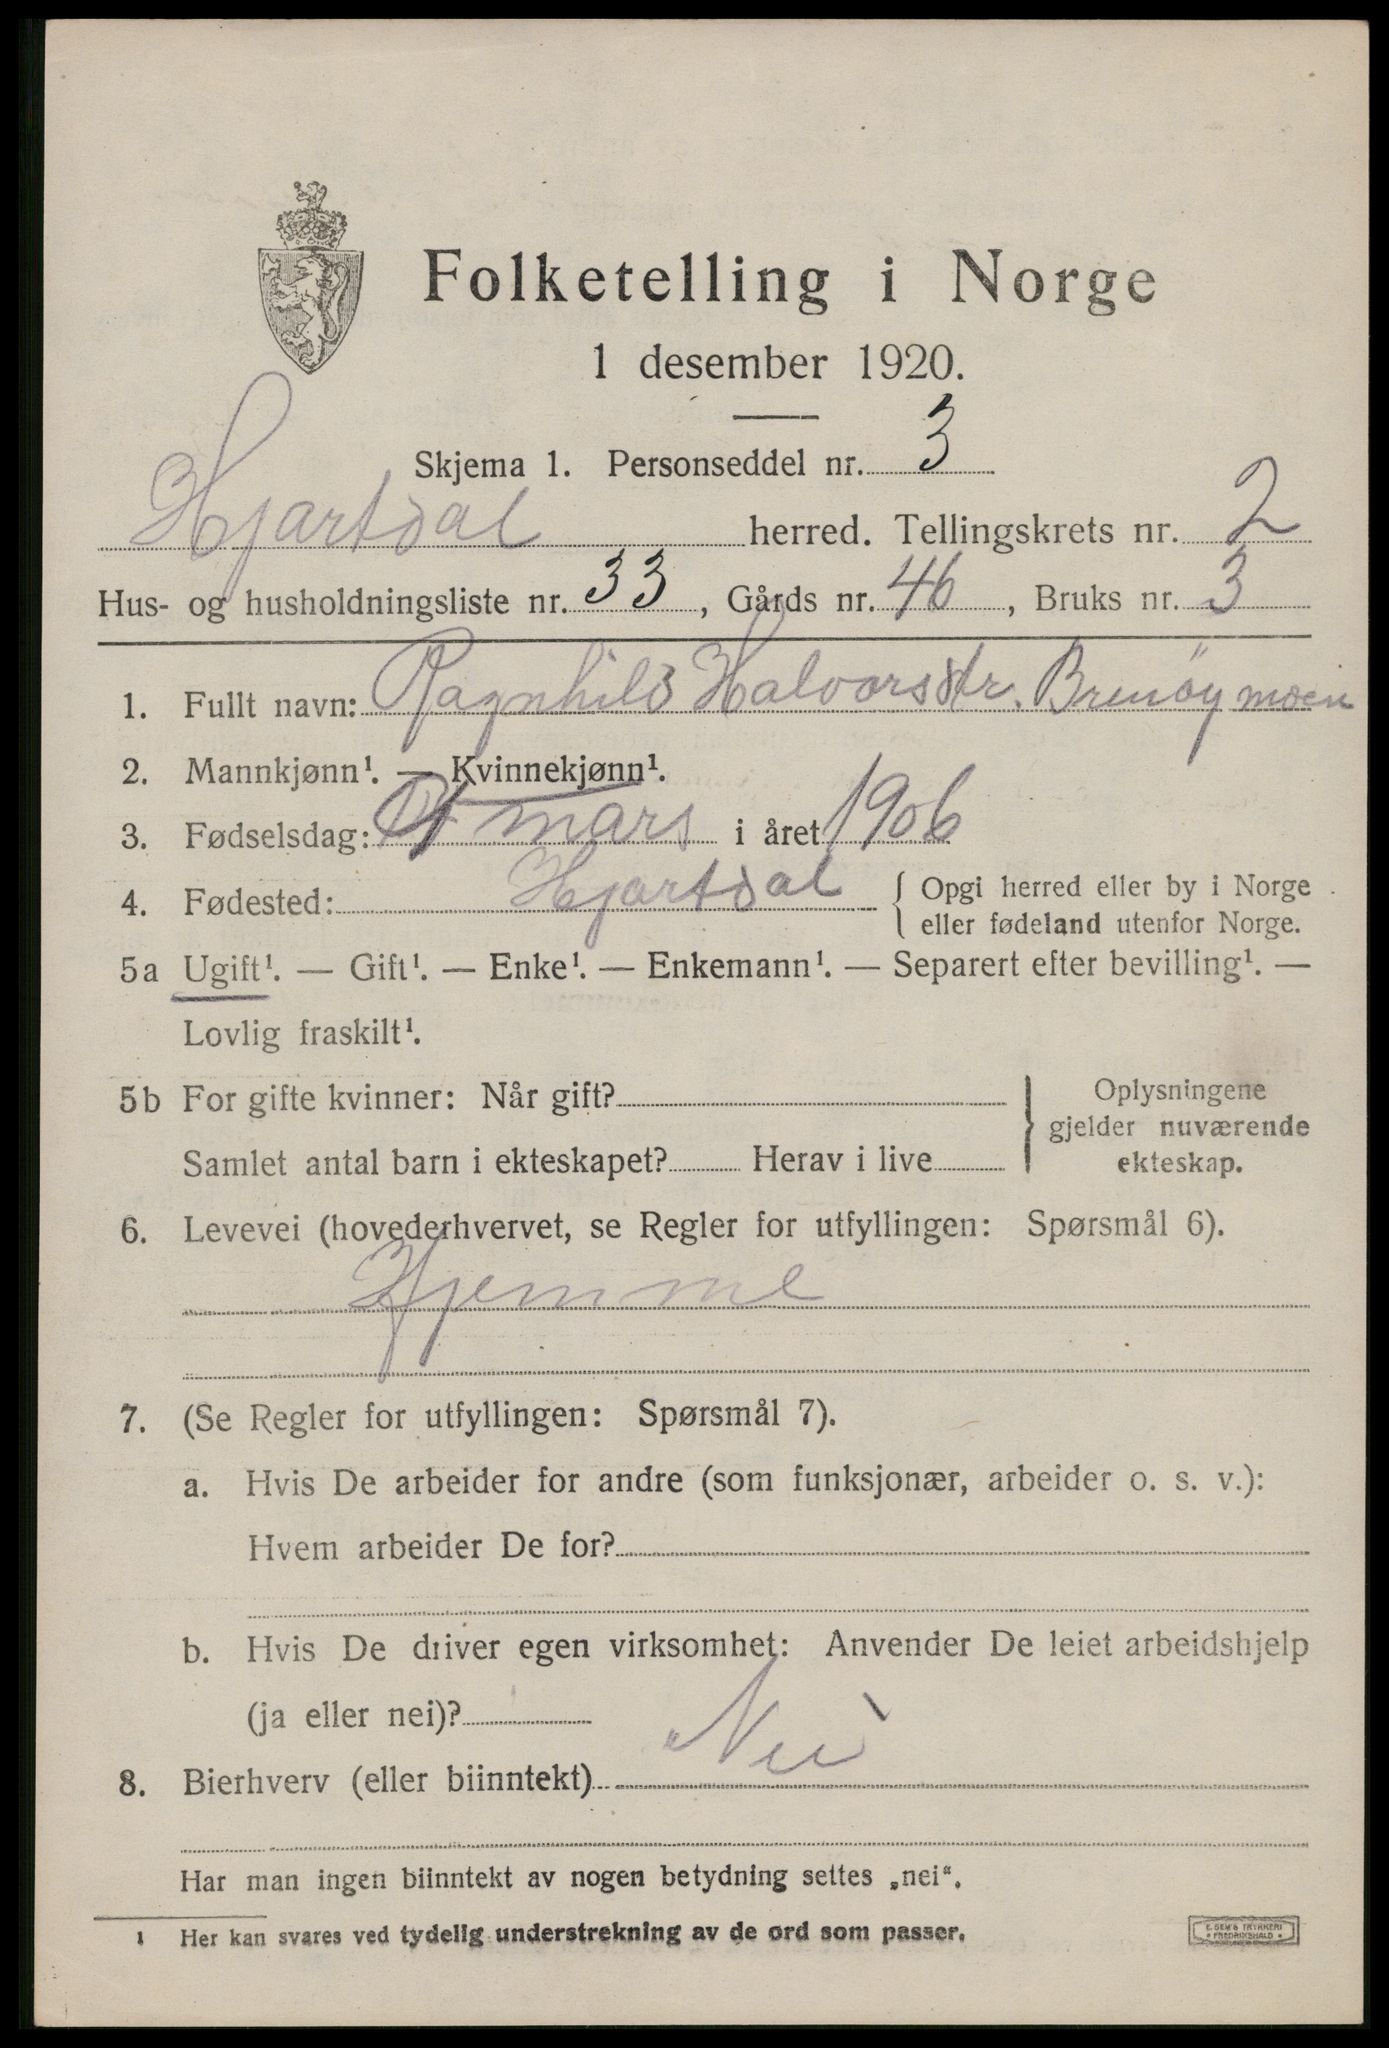 Folketelling i Norge
1 desember 1920.
Skjema 1. Personseddel nr. 3
Hjartdal herred. Tellingskrets nr. 2
Hus- og husholdningsliste nr. 33, Gårds nr. 46, Bruks nr. 3
1. Fullt navn: Ragnhild Halvorsdtr. moen
2. Mannkjønn¹. — Kvinnekjønn¹.
3. Fødselsdag: mars i året 1906
4. Fødested: Hjartdal { Opgi herred eller by i Norge
eller fødeland utenfor Norge.
5a Ugift¹. — Gift¹. — Enke¹. — Enkemann¹. — Separert efter bevilling¹. —
Lovlig fraskilt¹.
5b For gifte kvinner: Når gift? } Oplysningene
gjelder nuværende
Samlet antal barn i ekteskapet? Herav i live ekteskap.
6. Levevei (hovederhvervet, se Regler for utfyllingen: Spørsmål 6).
Hjemme
7. (Se Regler for utfyllingen: Spørsmål 7).
a. Hvis De arbeider for andre (som funksjonær, arbeider o. s. v.):
Hvem arbeider De for?
b. Hvis De driver egen virksomhet: Anvender De leiet arbeidshjelp
(ja eller nei)?
8. Bierhverv (eller biinntekt) Nei
Har man ingen biinntekt av nogen betydning settes „nei“.
1 Her kan svares ved tydelig understrekning av de ord som passer.
E. SEM'S TRYKKERI
• FREDRIKSHALD •